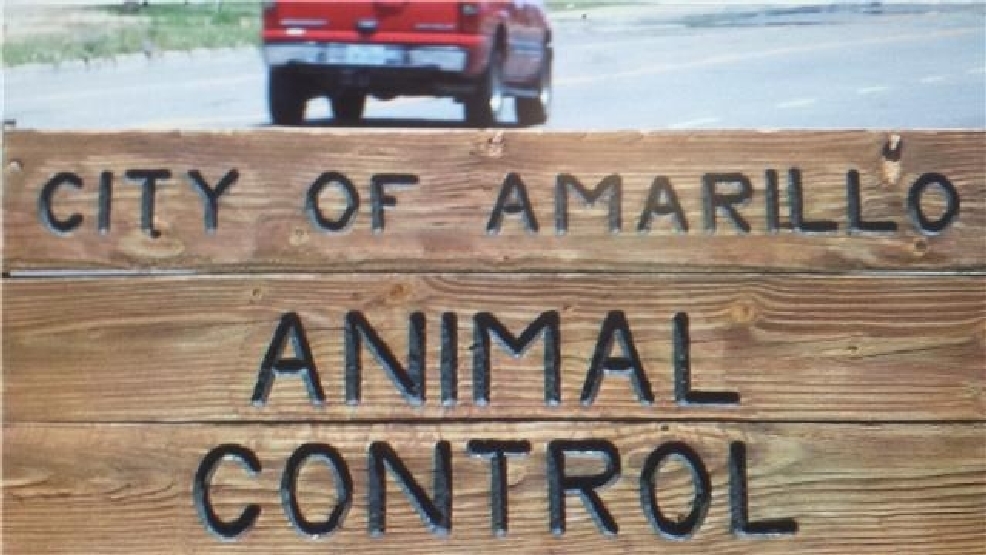 CITY OF AMARILLO
ANIMAL
CONTROL